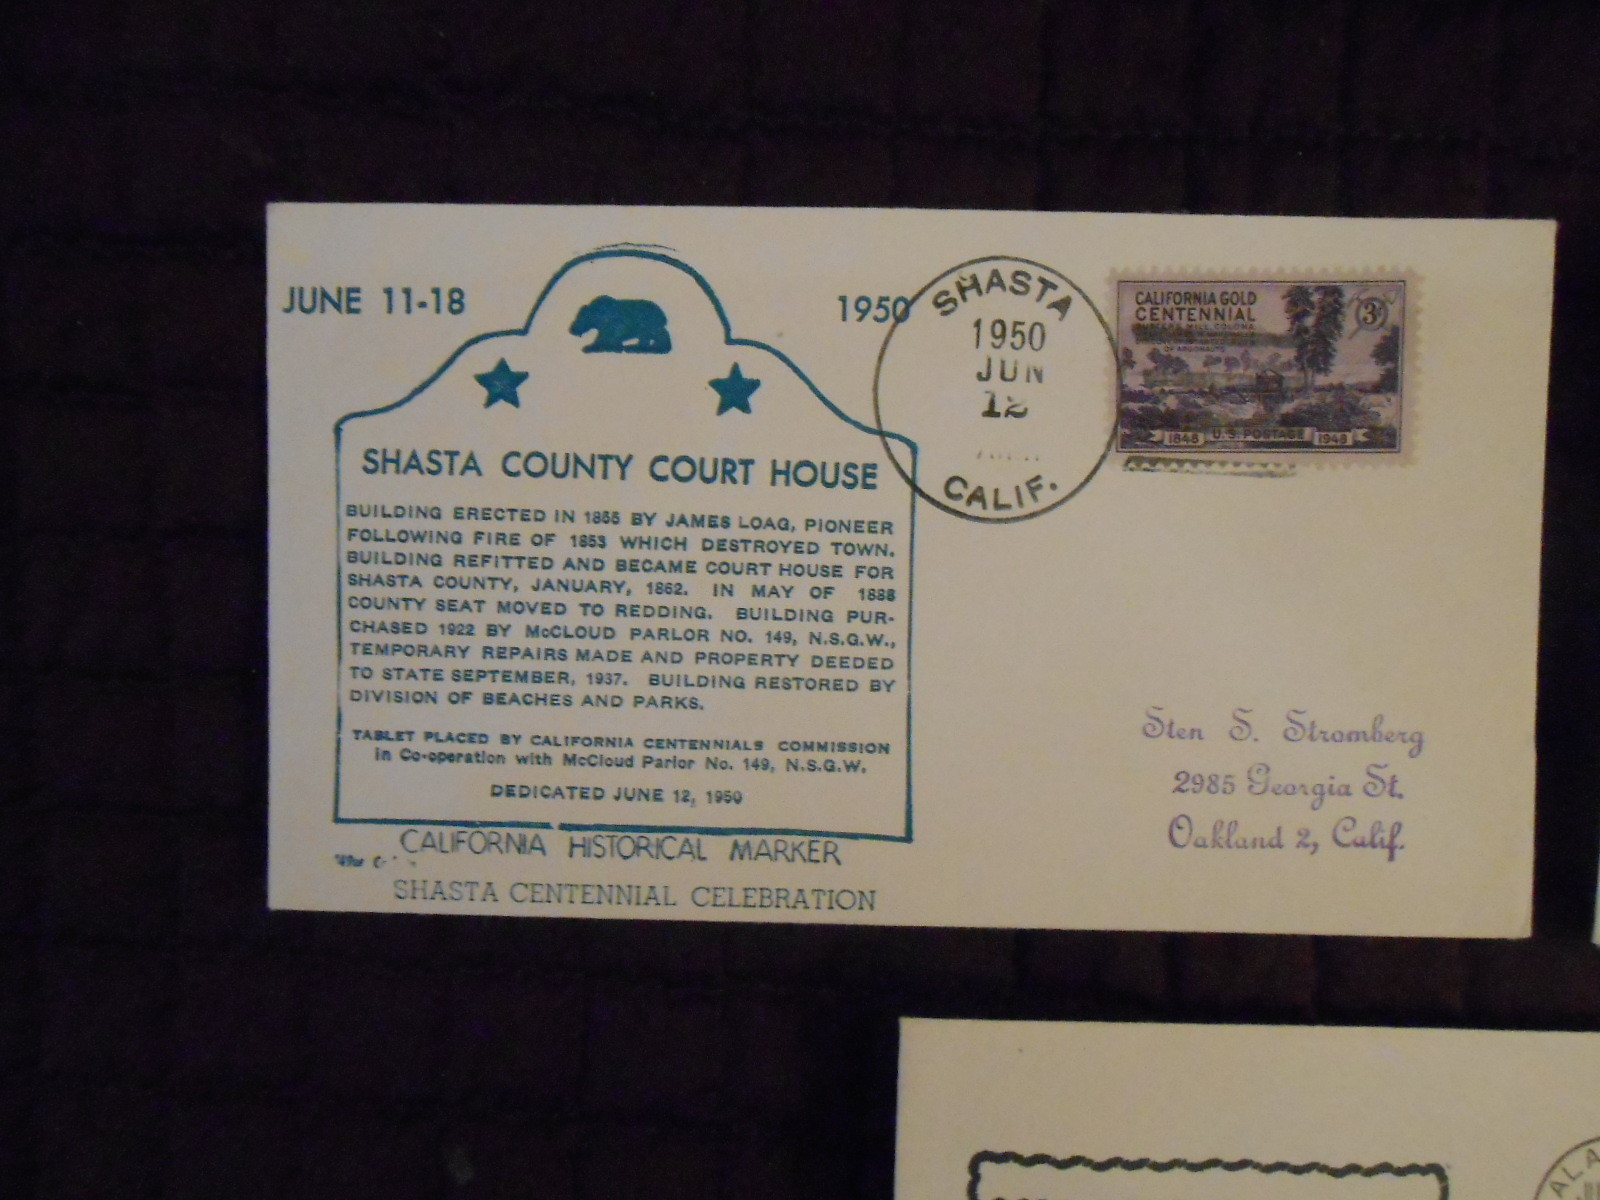 JUNE 11-18
1950
SHASTA
1950
JUN
12
CALIF.
CALIFORNIA GOLD
CENTENNIAL
3¢
1848 U.S. POSTAGE 1948
SHASTA COUNTY COURT HOUSE
BUILDING ERECTED IN 1855 BY JAMES LOAG, PIONEER
FOLLOWING FIRE OF 1853 WHICH DESTROYED TOWN.
BUILDING REFITTED AND BECAME COURT HOUSE FOR
SHASTA COUNTY, JANUARY, 1862. IN MAY OF 1888
COUNTY SEAT MOVED TO REDDING. BUILDING PUR-
CHASED 1922 BY McCLOUD PARLOR NO. 149, N.S.G.W.,
TEMPORARY REPAIRS MADE AND PROPERTY DEEDED
TO STATE SEPTEMBER, 1937. BUILDING RESTORED BY
DIVISION OF BEACHES AND PARKS.
TABLET PLACED BY CALIFORNIA CENTENNIALS COMMISSION
in Co-operation with McCloud Parlor No. 149, N.S.G.W.
DEDICATED JUNE 12, 1950
CALIFORNIA HISTORICAL MARKER
SHASTA CENTENNIAL CELEBRATION
Sten S. Stromberg
2985 Georgia St.
Oakland 2, Calif.
ALA